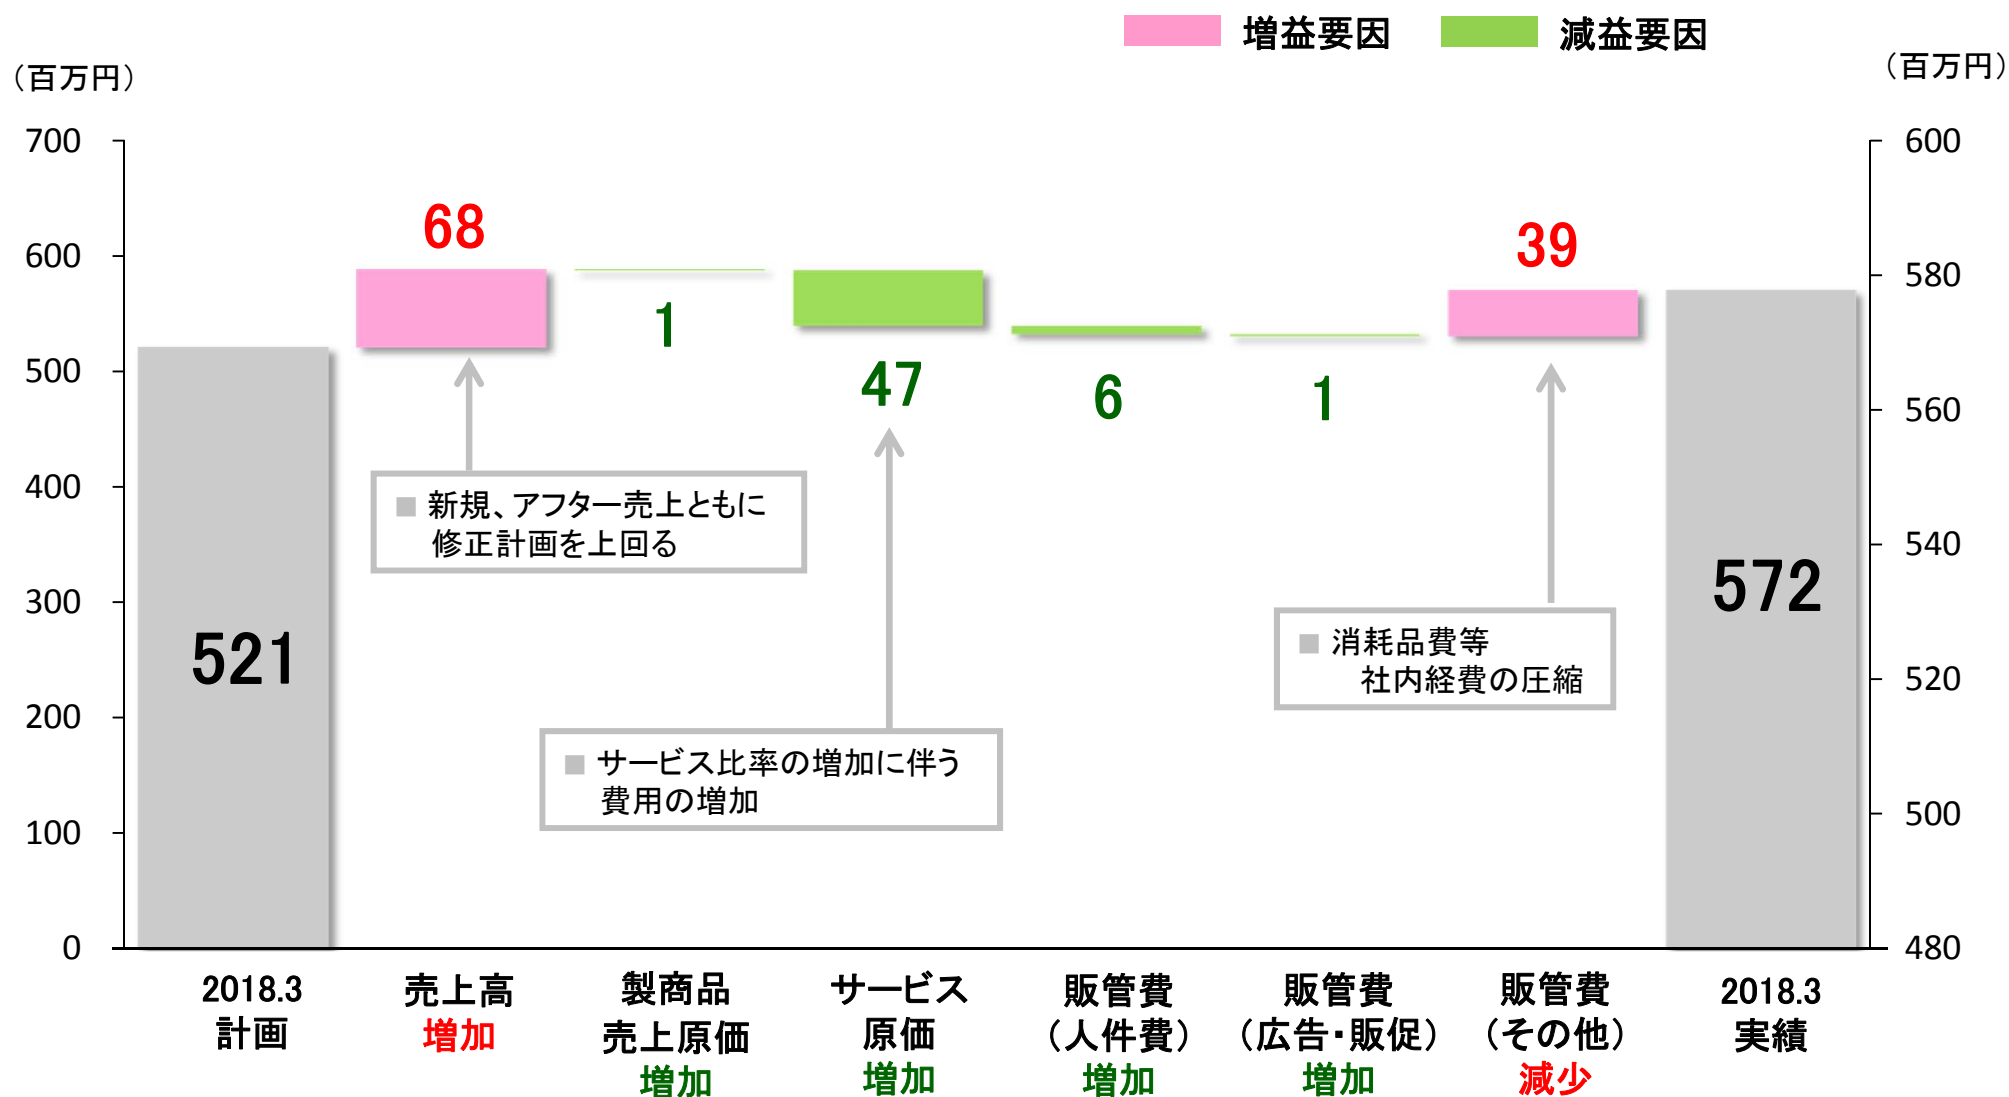 増益要因
減益要因
（百万円）
（百万円）
700
600
500
400
300
200
100
0
600
580
560
540
520
500
480
68
1
47
6
1
39
521
572
■ 新規、アフター売上ともに
修正計画を上回る
■ サービス比率の増加に伴う
費用の増加
■ 消耗品費等
社内経費の圧縮
2018.3
計画
売上高
増加
製商品
売上原価
増加
サービス
原価
増加
販管費
（人件費）
増加
販管費
（広告・販促）
増加
販管費
（その他）
減少
2018.3
実績